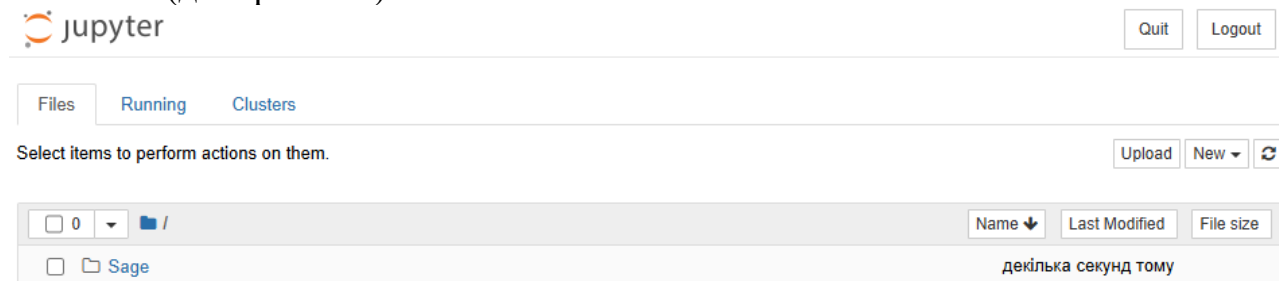 jupyter
Quit Logout
Files Running Clusters
Select items to perform actions on them.
Upload New
0 / Name Last Modified File size
Sage декілька секунд тому